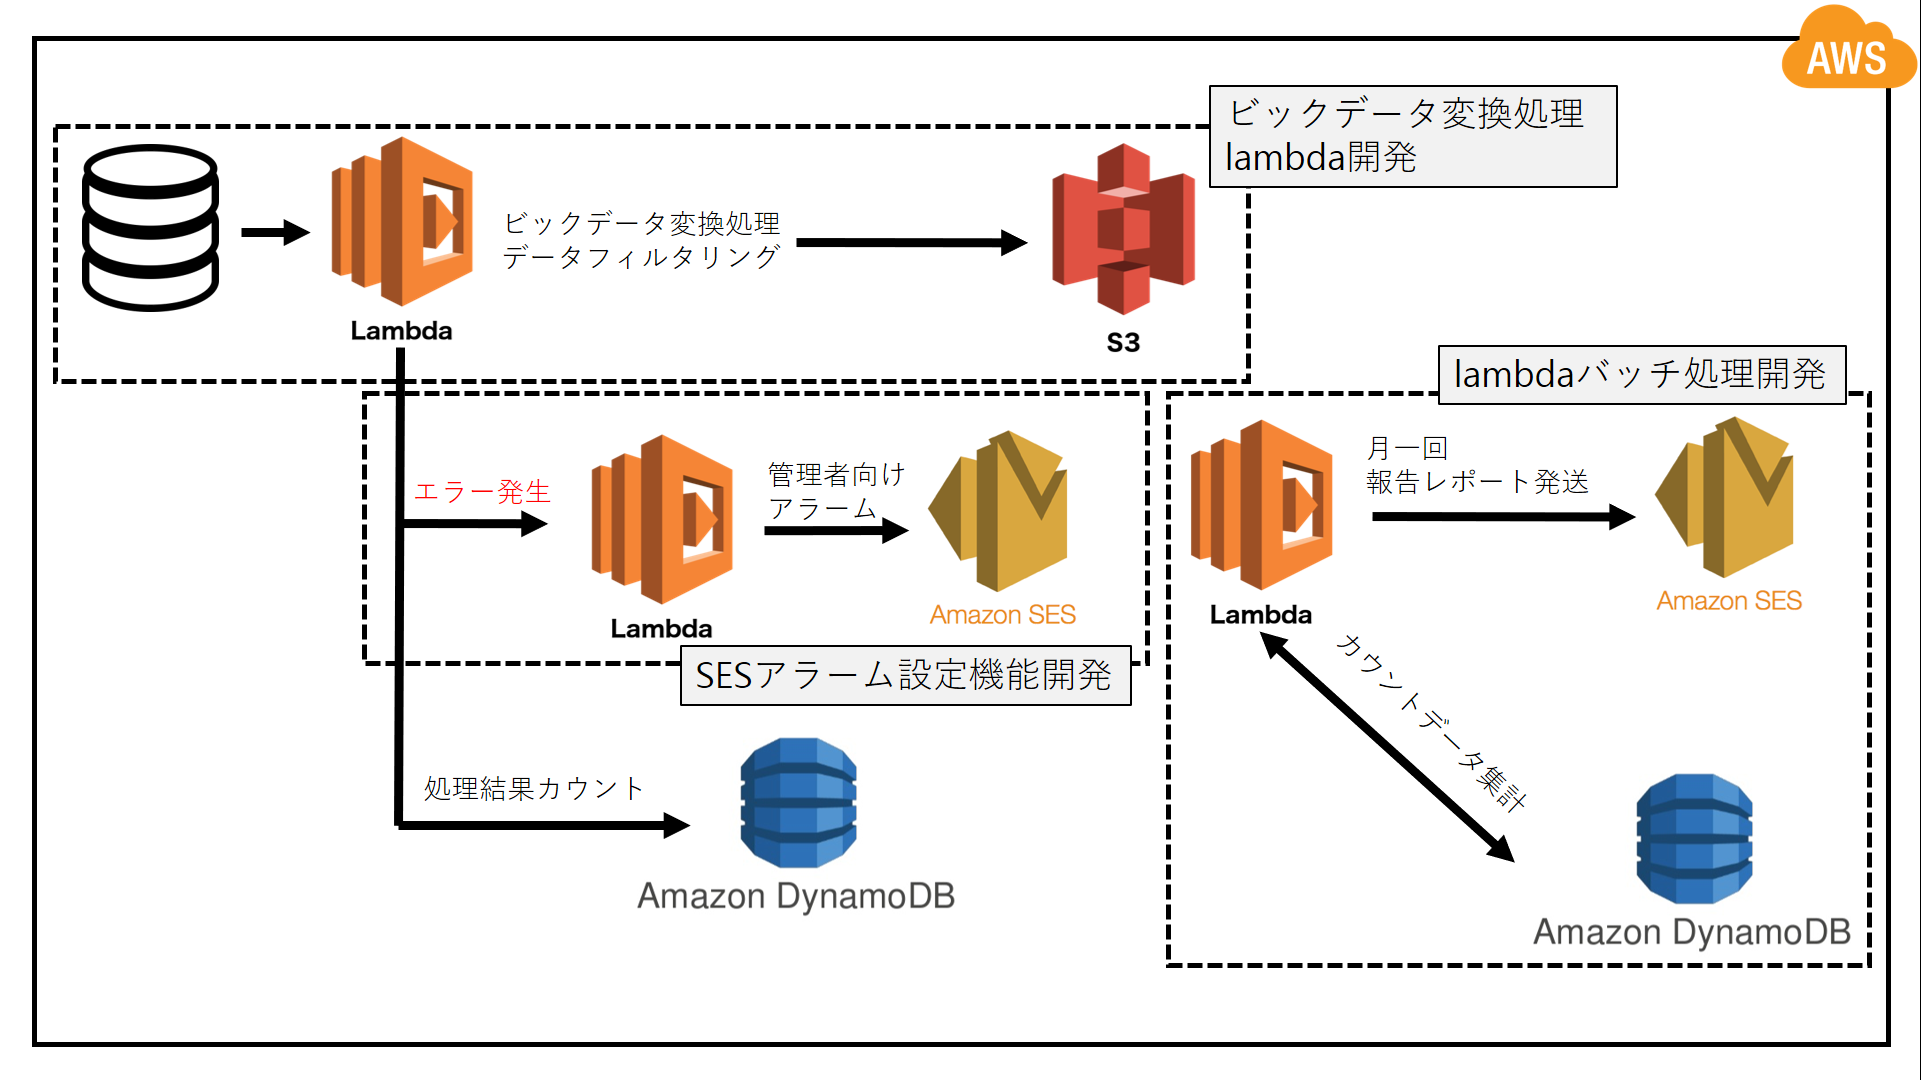 AWS
ビックデータ変換処理
lambda開発
ビックデータ変換処理
データフィルタリング
Lambda
S3
lambdaバッチ処理開発
エラー発生
管理者向け
アラーム
Lambda
Amazon SES
SESアラーム設定機能開発
月一回
報告レポート発送
Lambda
Amazon SES
カウントデータ集計
処理結果カウント
Amazon DynamoDB
Amazon DynamoDB